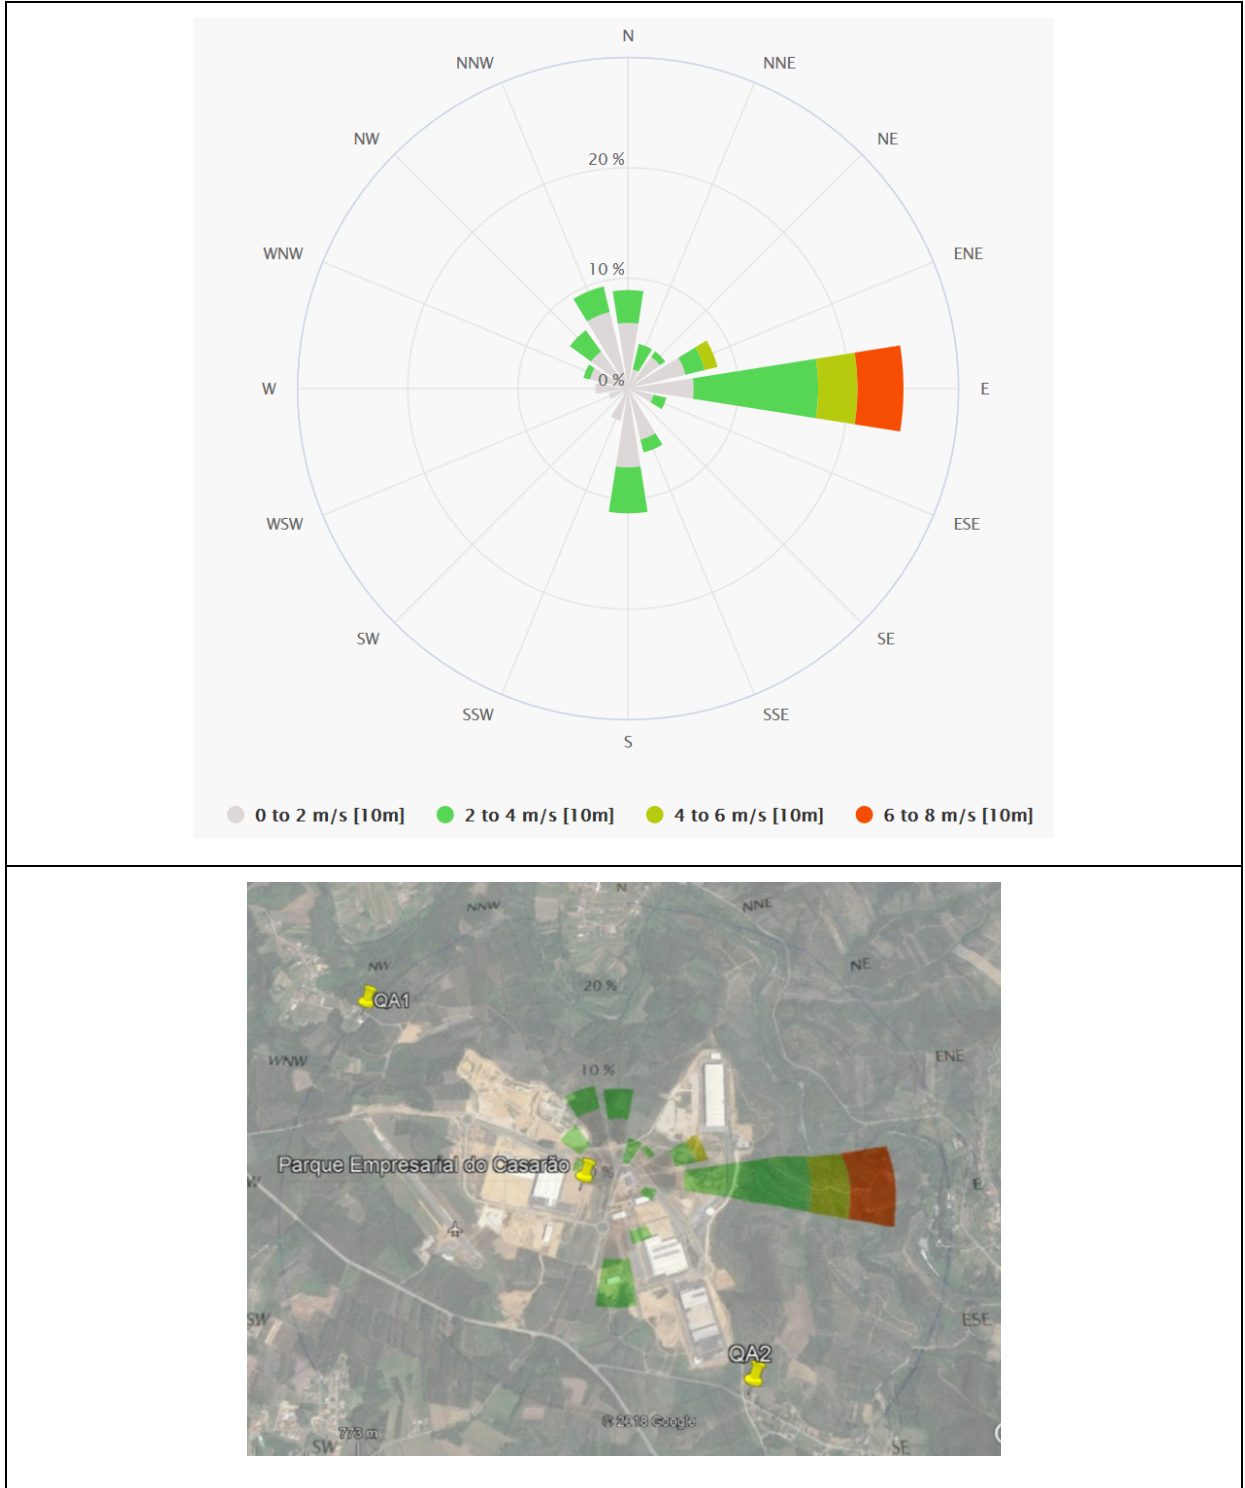 N
NNW NNE
NW NE
20 %
WNW ENE
10 %
0 %
W E
WSW ESE
SW SE
SSW SSE
S
0 to 2 m/s [10m] 2 to 4 m/s [10m] 4 to 6 m/s [10m] 6 to 8 m/s [10m]
N
NNW NNE
NW NE
QA1
20 %
WNW ENE
10 %
Parque Empresarial do Casarão
0 %
W E
SW ESE
QA2
© 2018 Google
773 m
SW SE